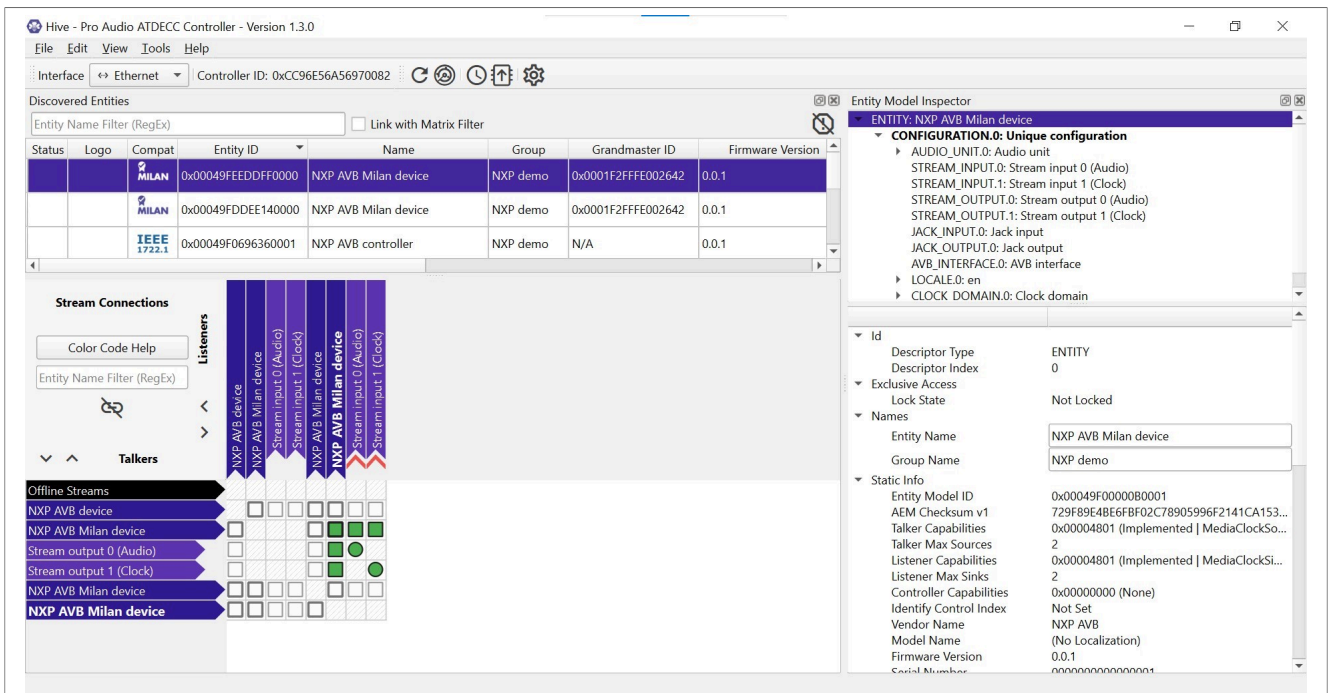 Hive - Pro Audio ATDECC Controller - Version 1.3.0
File Edit View Tools Help
Interface Ethernet Controller ID: 0xCC96E56A56970082
Discovered Entities
Entity Name Filter (RegEx) Link with Matrix Filter
Status Logo Compat Entity ID Name Group Grandmaster ID Firmware Version
MILAN 0x00049FEEDDFF0000 NXP AVB Milan device NXP demo 0x0001F2FFFE002642 0.0.1
MILAN 0x00049FDDEE140000 NXP AVB Milan device NXP demo 0x0001F2FFFE002642 0.0.1
IEEE 1722.1 0x00049F0696360001 NXP AVB controller NXP demo N/A 0.0.1
Stream Connections
Color Code Help
Entity Name Filter (RegEx)
Listeners
Talkers
NXP AVB device
NXP AVB Milan device
Stream input 0 (Audio)
Stream input 1 (Clock)
NXP AVB Milan device
NXP AVB Milan device
Stream input 0 (Audio)
Stream input 1 (Clock)
Offline Streams
NXP AVB device
NXP AVB Milan device
Stream output 0 (Audio)
Stream output 1 (Clock)
NXP AVB Milan device
NXP AVB Milan device
Entity Model Inspector
ENTITY: NXP AVB Milan device
CONFIGURATION.0: Unique configuration
AUDIO_UNIT.0: Audio unit
STREAM_INPUT.0: Stream input 0 (Audio)
STREAM_INPUT.1: Stream input 1 (Clock)
STREAM_OUTPUT.0: Stream output 0 (Audio)
STREAM_OUTPUT.1: Stream output 1 (Clock)
JACK_INPUT.0: Jack input
JACK_OUTPUT.0: Jack output
AVB_INTERFACE.0: AVB interface
LOCALE.0: en
CLOCK_DOMAIN.0: Clock domain
Id
Descriptor Type ENTITY
Descriptor Index 0
Exclusive Access
Lock State Not Locked
Names
Entity Name NXP AVB Milan device
Group Name NXP demo
Static Info
Entity Model ID 0x00049F00000B0001
AEM Checksum v1 729F89E4BE6FBF02C78905996F2141CA153...
Talker Capabilities 0x00004801 (Implemented | MediaClockSo...
Talker Max Sources 2
Listener Capabilities 0x00004801 (Implemented | MediaClockSi...
Listener Max Sinks 2
Controller Capabilities 0x00000000 (None)
Identify Control Index Not Set
Vendor Name NXP AVB
Model Name (No Localization)
Firmware Version 0.0.1
Serial Number 0000000000000001